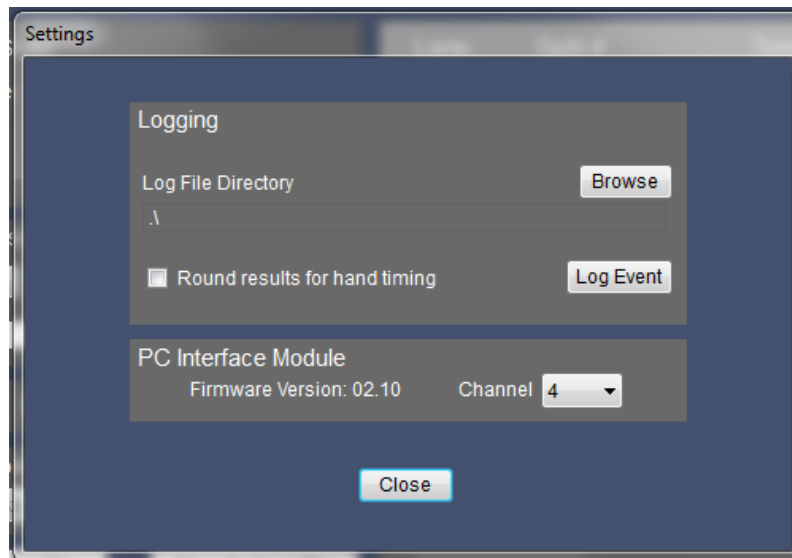 Settings
Logging
Log File Directory
Browse
.\
Round results for hand timing
Log Event
PC Interface Module
Firmware Version: 02.10
Channel
4
Close